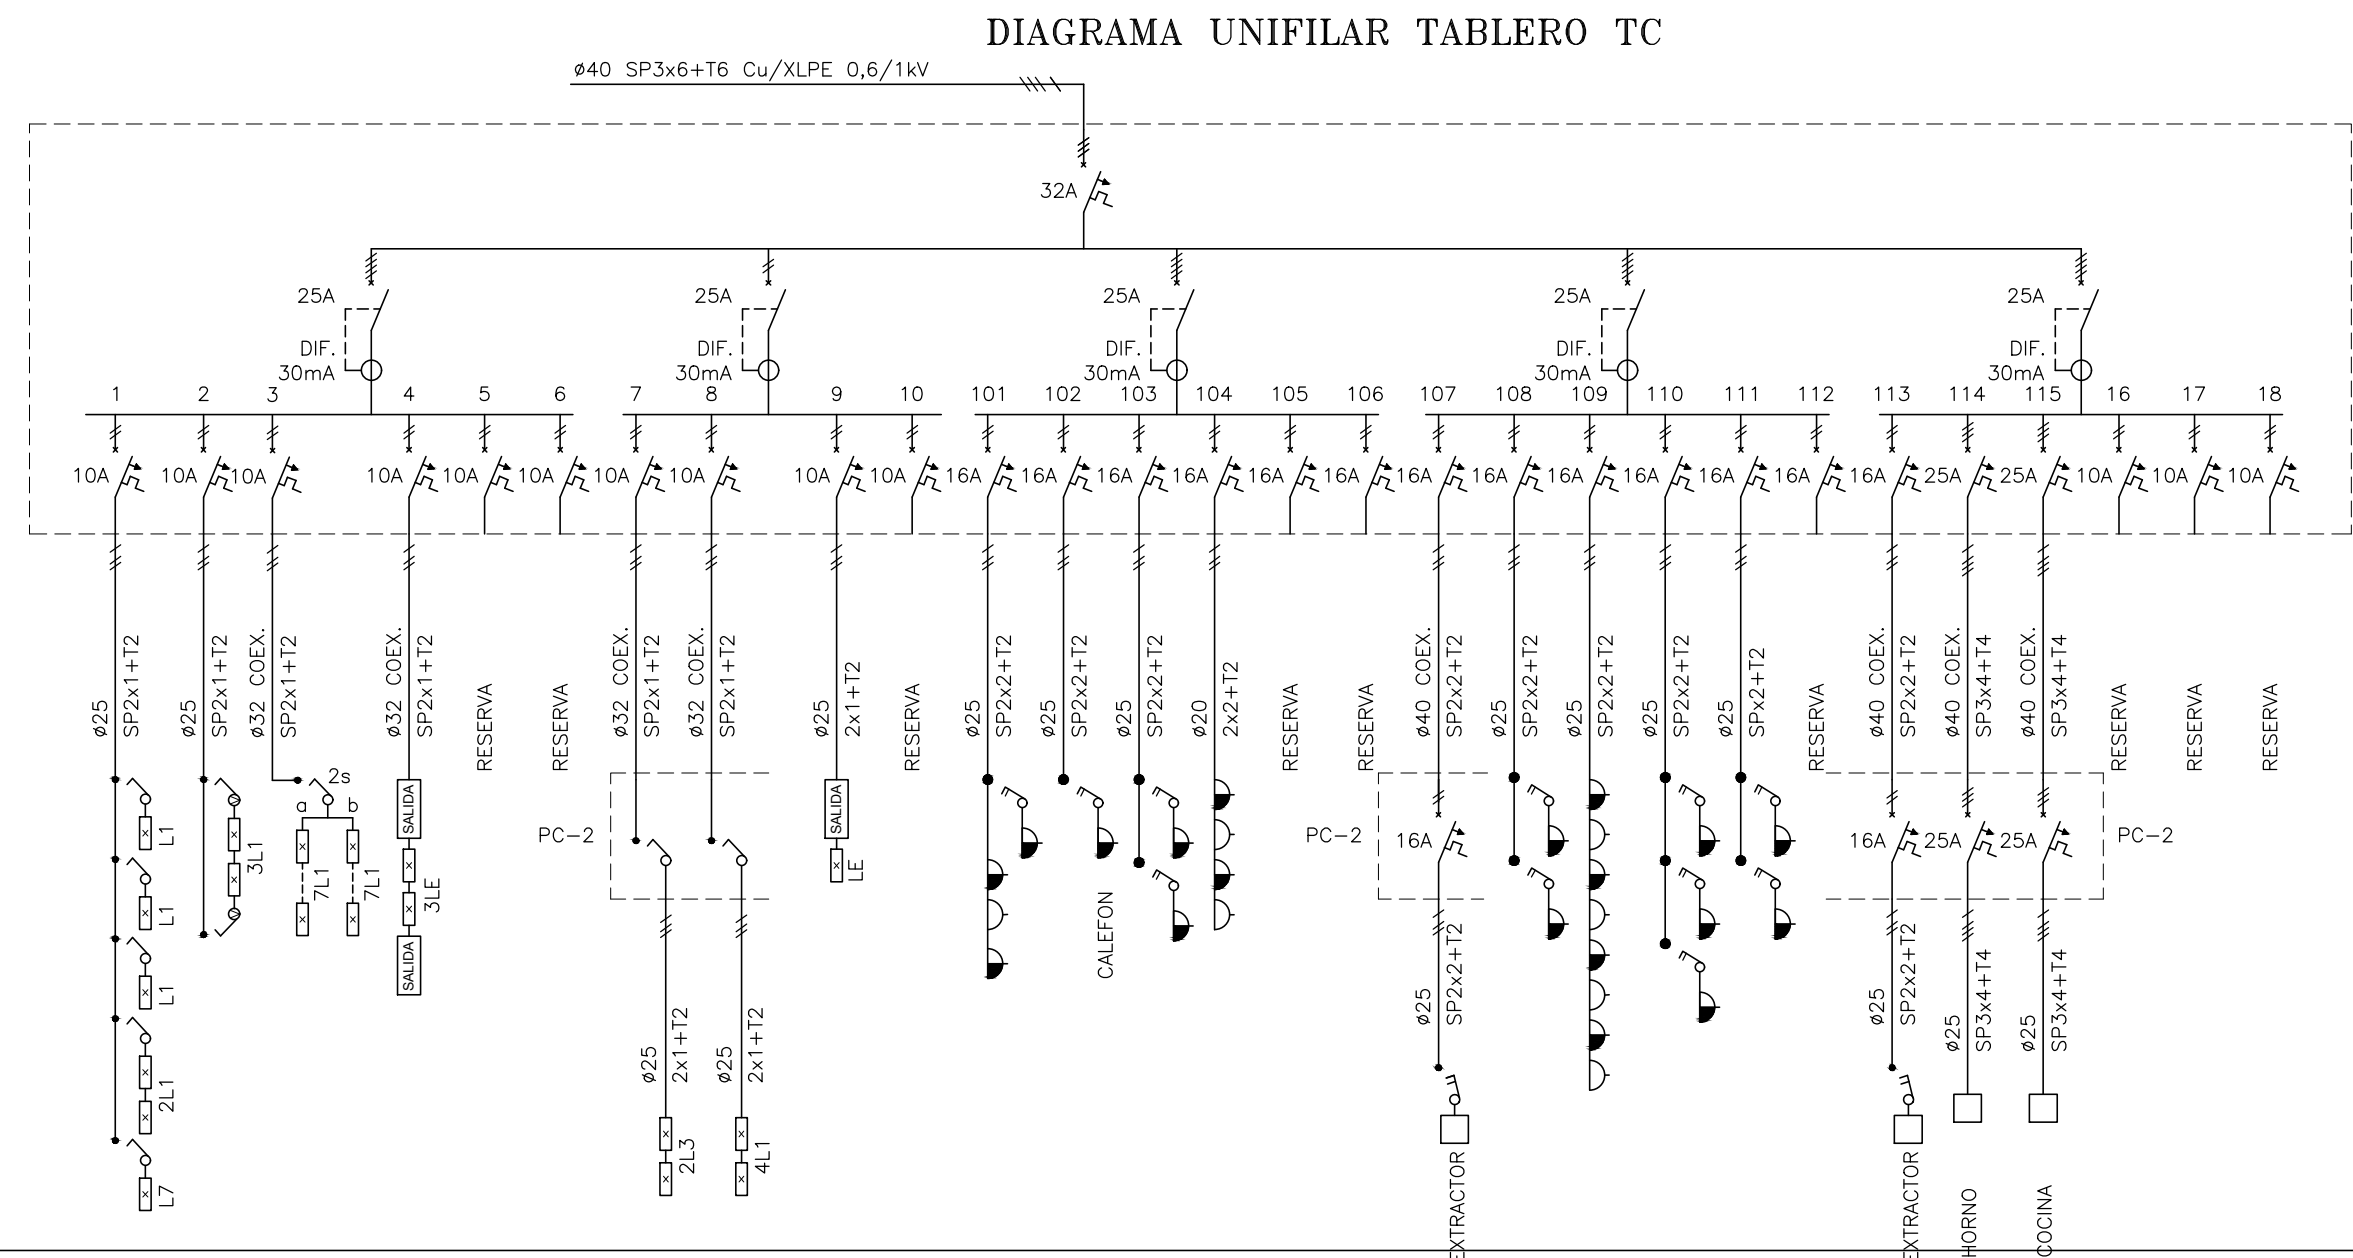 DIAGRAMA UNIFILAR TABLERO TC
ø40 SP3x6+T6 Cu/XLPE 0,6/1kV
32A
25A 25A 25A 25A 25A
DIF. DIF. DIF. DIF. DIF.
30mA 30mA 30mA 30mA 30mA
1 2 3 4 5 6 7 8 9 10 101 102 103 104 105 106 107 108 109 110 111 112 113 114 115 16 17 18
10A 10A 10A 10A 10A 10A 10A 10A 10A 10A 16A 16A 16A 16A 16A 16A 16A 16A 16A 16A 16A 16A 16A 25A 25A 10A 10A 10A
ø25
SP2x1+T2
ø25
SP2x1+T2
ø32 COEX.
SP2x1+T2
ø32 COEX.
SP2x1+T2
RESERVA
RESERVA
ø32 COEX.
SP2x1+T2
ø32 COEX.
SP2x1+T2
ø25
2x1+T2
RESERVA
ø25
SP2x2+T2
ø25
SP2x2+T2
ø25
SP2x2+T2
ø20
2x2+T2
RESERVA
RESERVA
ø40 COEX.
SP2x2+T2
ø25
SP2x2+T2
ø25
SP2x2+T2
ø25
SP2x2+T2
ø25
SPx2+T2
RESERVA
ø40 COEX.
SP2x2+T2
ø40 COEX.
SP3x4+T4
ø40 COEX.
SP3x4+T4
RESERVA
RESERVA
RESERVA
L1
L1
L1
2L1
L7
3L1
2s
a b
7L1
7L1
SALIDA
3LE
SALIDA
PC-2
ø25
2x1+T2
2L3
ø25
2x1+T2
4L1
SALIDA
LE
CALEFON
PC-2
16A
ø25
SP2x2+T2
EXTRACTOR
16A 25A 25A
PC-2
ø25
SP2x2+T2
EXTRACTOR
ø25
SP3x4+T4
HORNO
ø25
SP3x4+T4
COCINA